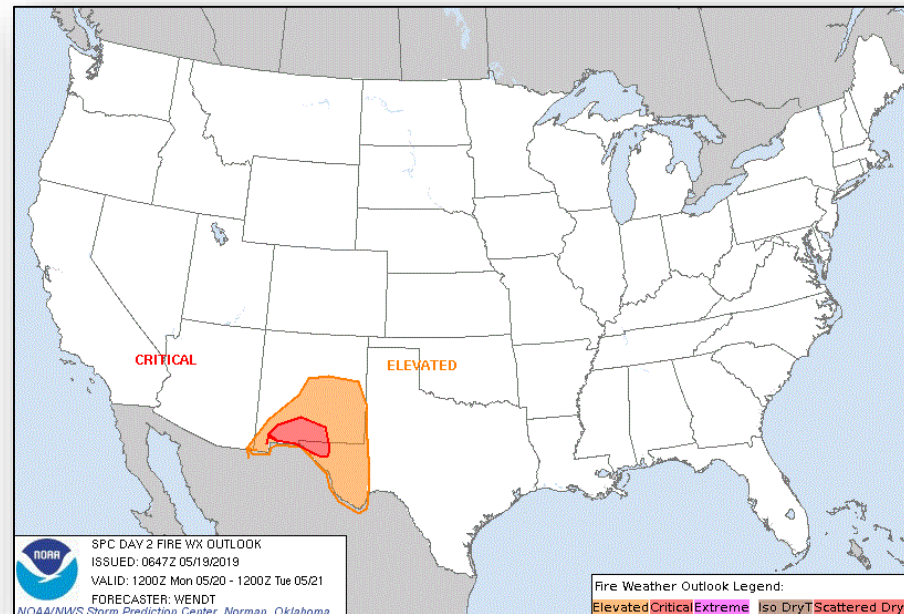 CRITICAL
ELEVATED
NOAA
SPC DAY 2 FIRE WX OUTLOOK
ISSUED: 0647Z 05/19/2019
VALID: 1200Z Mon 05/20 - 1200Z Tue 05/21
FORECASTER: WENDT
NOAA/NWS Storm Prediction Center, Norman, Oklahoma
Fire Weather Outlook Legend:
Elevated Critical Extreme Iso DryT Scattered Dry